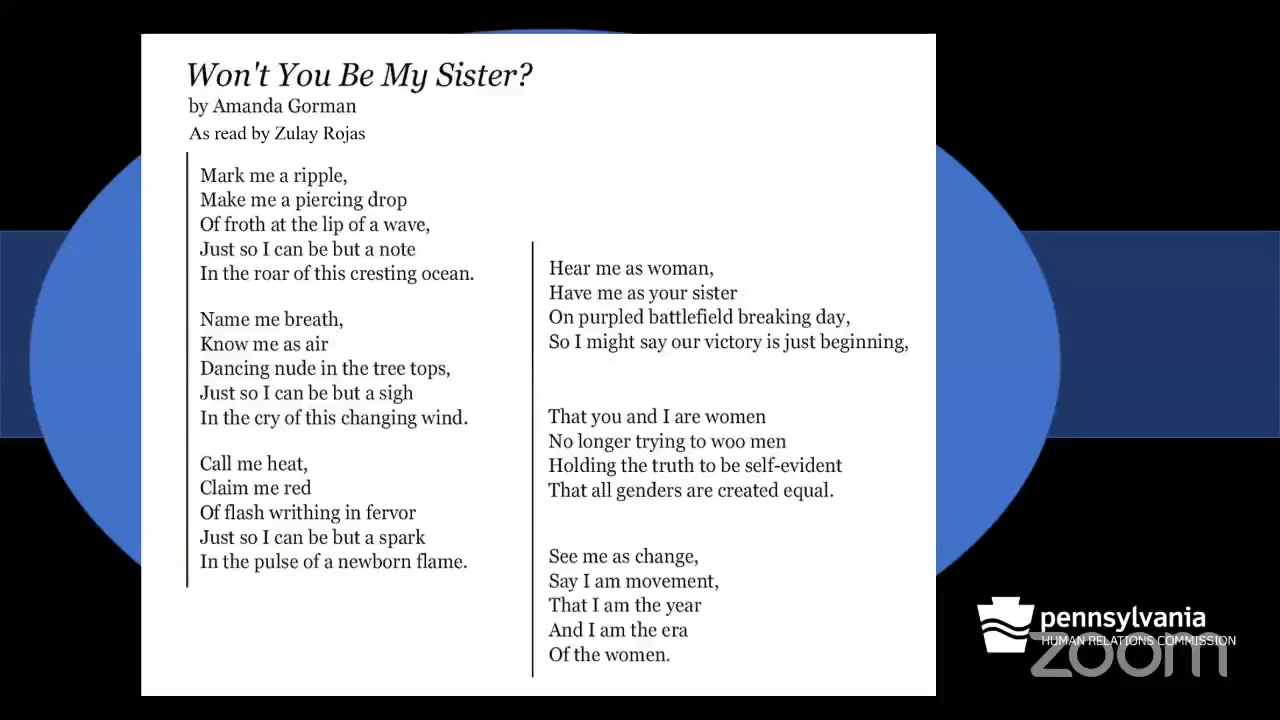 Won't You Be My Sister?
by Amanda Gorman
As read by Zulay Rojas
Mark me a ripple,
Make me a piercing drop
Of froth at the lip of a wave,
Just so I can be but a note
In the roar of this cresting ocean.
Name me breath,
Know me as air
Dancing nude in the tree tops,
Just so I can be but a sigh
In the cry of this changing wind.
Call me heat,
Claim me red
Of flash writhing in fervor
Just so I can be but a spark
In the pulse of a newborn flame.
Hear me as woman,
Have me as your sister
On purpled battlefield breaking day,
So I might say our victory is just beginning,
That you and I are women
No longer trying to woo men
Holding the truth to be self-evident
That all genders are created equal.
See me as change,
Say I am movement,
That I am the year
And I am the era
Of the women.
pennsylvania
HUMAN RELATIONS COMMISSION
zoom